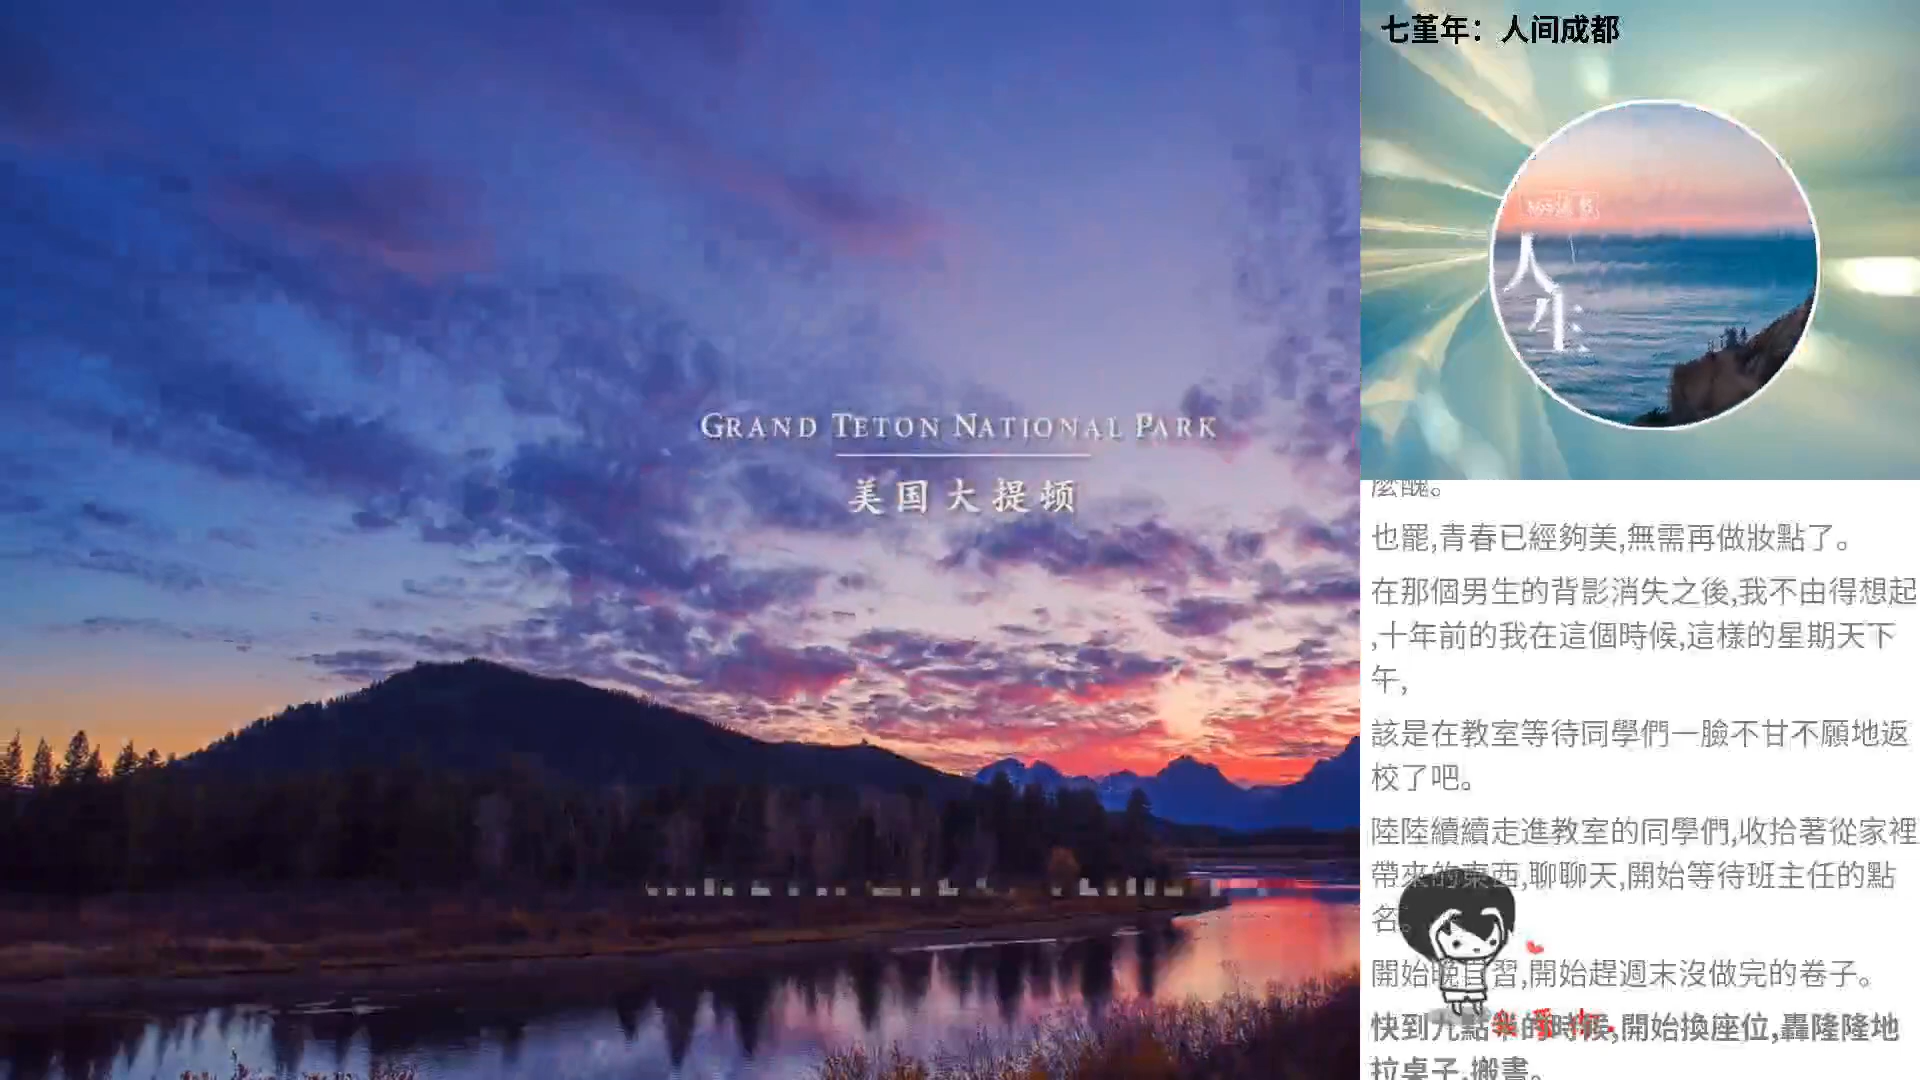 GRAND TETON NATIONAL PARK
美国大提顿
七堇年：人间成都
人生
麼醜。
也罷,青春已經夠美,無需再做妝點了。
在那個男生的背影消失之後,我不由得想起
,十年前的我在這個時候,這樣的星期天下
午,
該是在教室等待同學們一臉不甘不願地返
校了吧。
陸陸續續走進教室的同學們,收拾著從家裡
帶來的東西,聊聊天,開始等待班主任的點
名。
開始晚自習,開始趕週末沒做完的卷子。
快到九點半的時候,開始換座位,轟隆隆地
拉桌子,搬書。